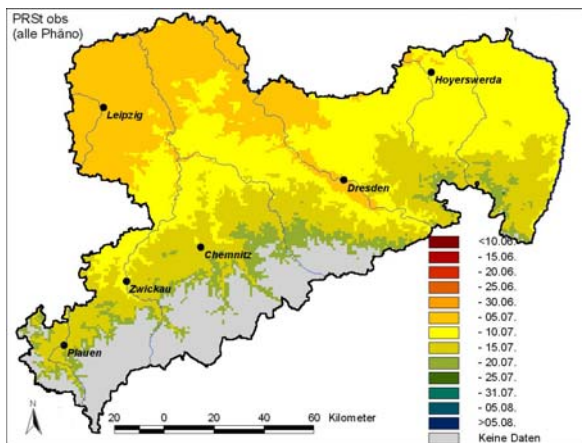 PRSt obs
(alle Phäno)
Hoyerswerda
Leipzig
Dresden
Chemnitz
Zwickau
Plauen
<10.06.
- 15.06.
- 20.06.
- 25.06.
- 30.06.
- 05.07.
- 10.07.
- 15.07.
- 20.07.
- 25.07.
- 31.07.
- 05.08.
>05.08.
Keine Daten
N
20 0 20 40 60 Kilometer